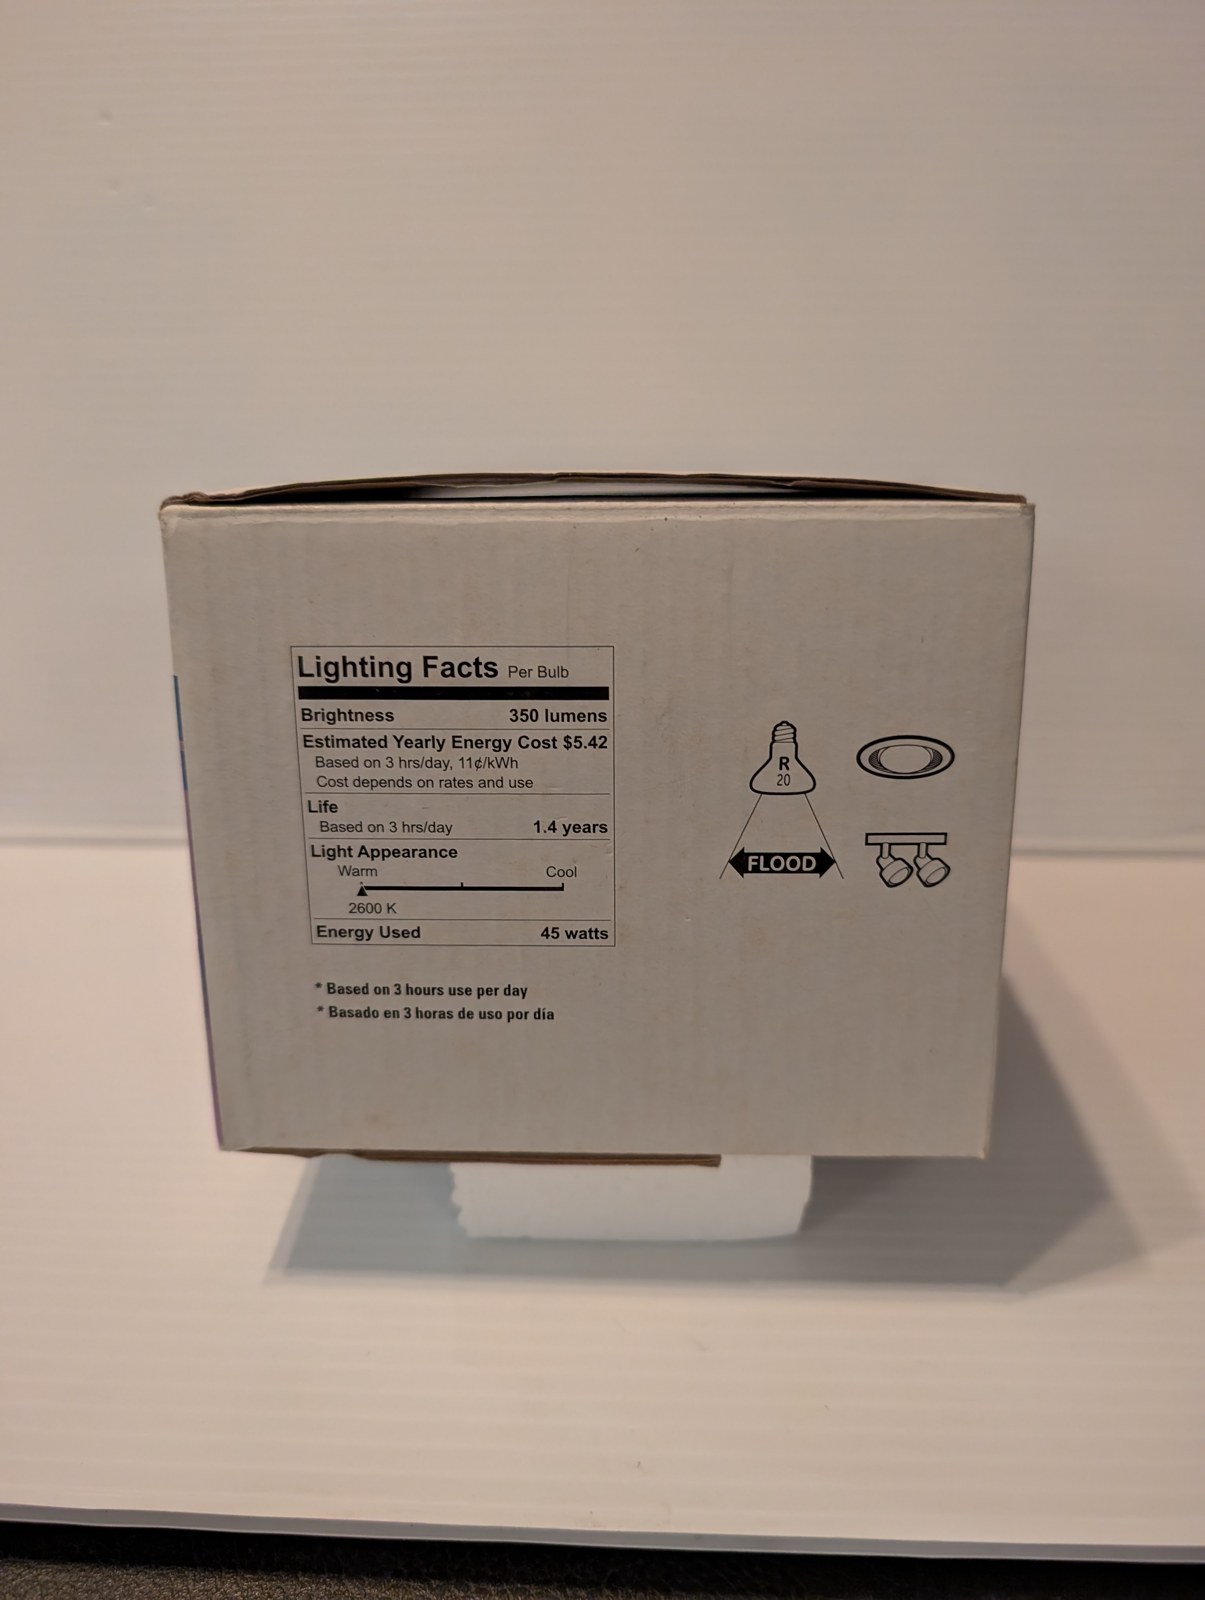 Lighting Facts Per Bulb
Brightness 350 lumens
Estimated Yearly Energy Cost $5.42
Based on 3 hrs/day, 11¢/kWh
Cost depends on rates and use
Life
Based on 3 hrs/day 1.4 years
Light Appearance
Warm Cool
2600 K
Energy Used 45 watts
* Based on 3 hours use per day
* Basado en 3 horas de uso por día
R
20
FLOOD